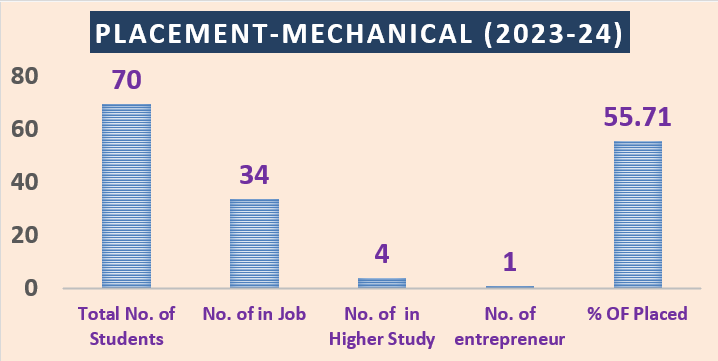 PLACEMENT-MECHANICAL (2023-24)
80
60
40
20
0
70
34
4
1
55.71
Total No. of
Students
No. of in Job
No. of in
Higher Study
No. of
entrepreneur
% OF Placed